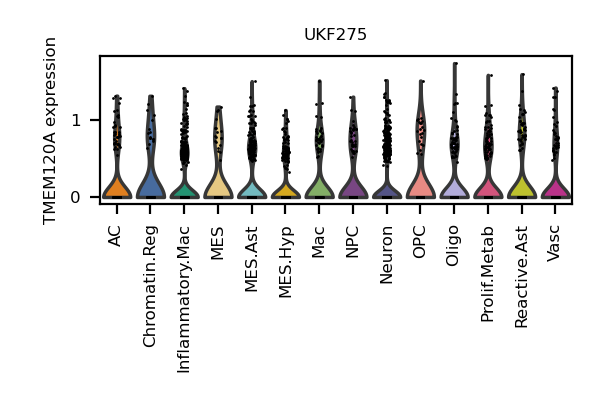 UKF275
TMEM120A expression
1
0
AC
Chromatin.Reg
Inflammatory.Mac
MES
MES.Ast
MES.Hyp
Mac
NPC
Neuron
OPC
Oligo
Prolif.Metab
Reactive.Ast
Vasc